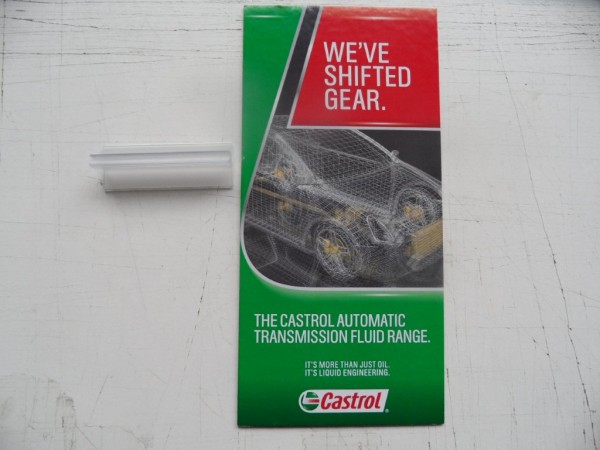 WE'VE
SHIFTED
GEAR.
THE CASTROL AUTOMATIC
TRANSMISSION FLUID RANGE.
IT'S MORE THAN JUST OIL.
IT'S LIQUID ENGINEERING.
Castrol